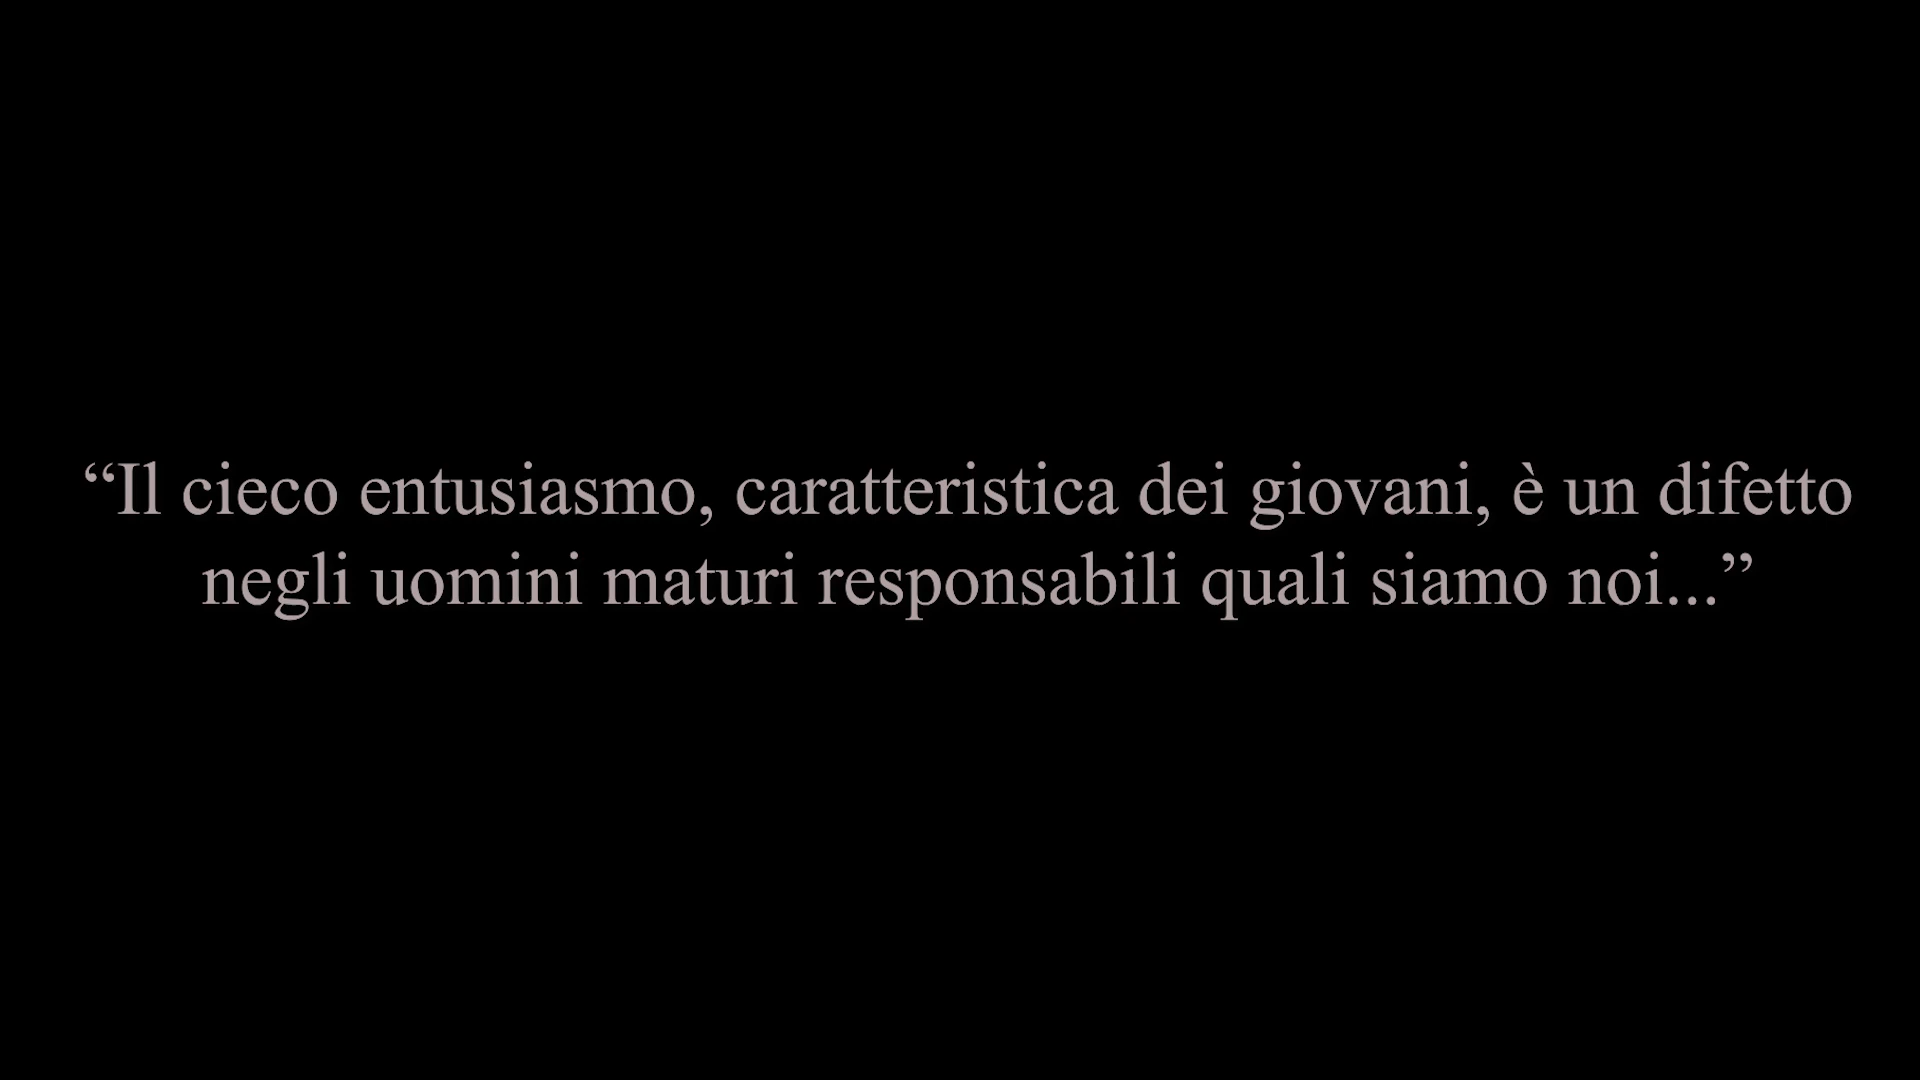 “Il cieco entusiasmo, caratteristica dei giovani, è un difetto
negli uomini maturi responsabili quali siamo noi...”